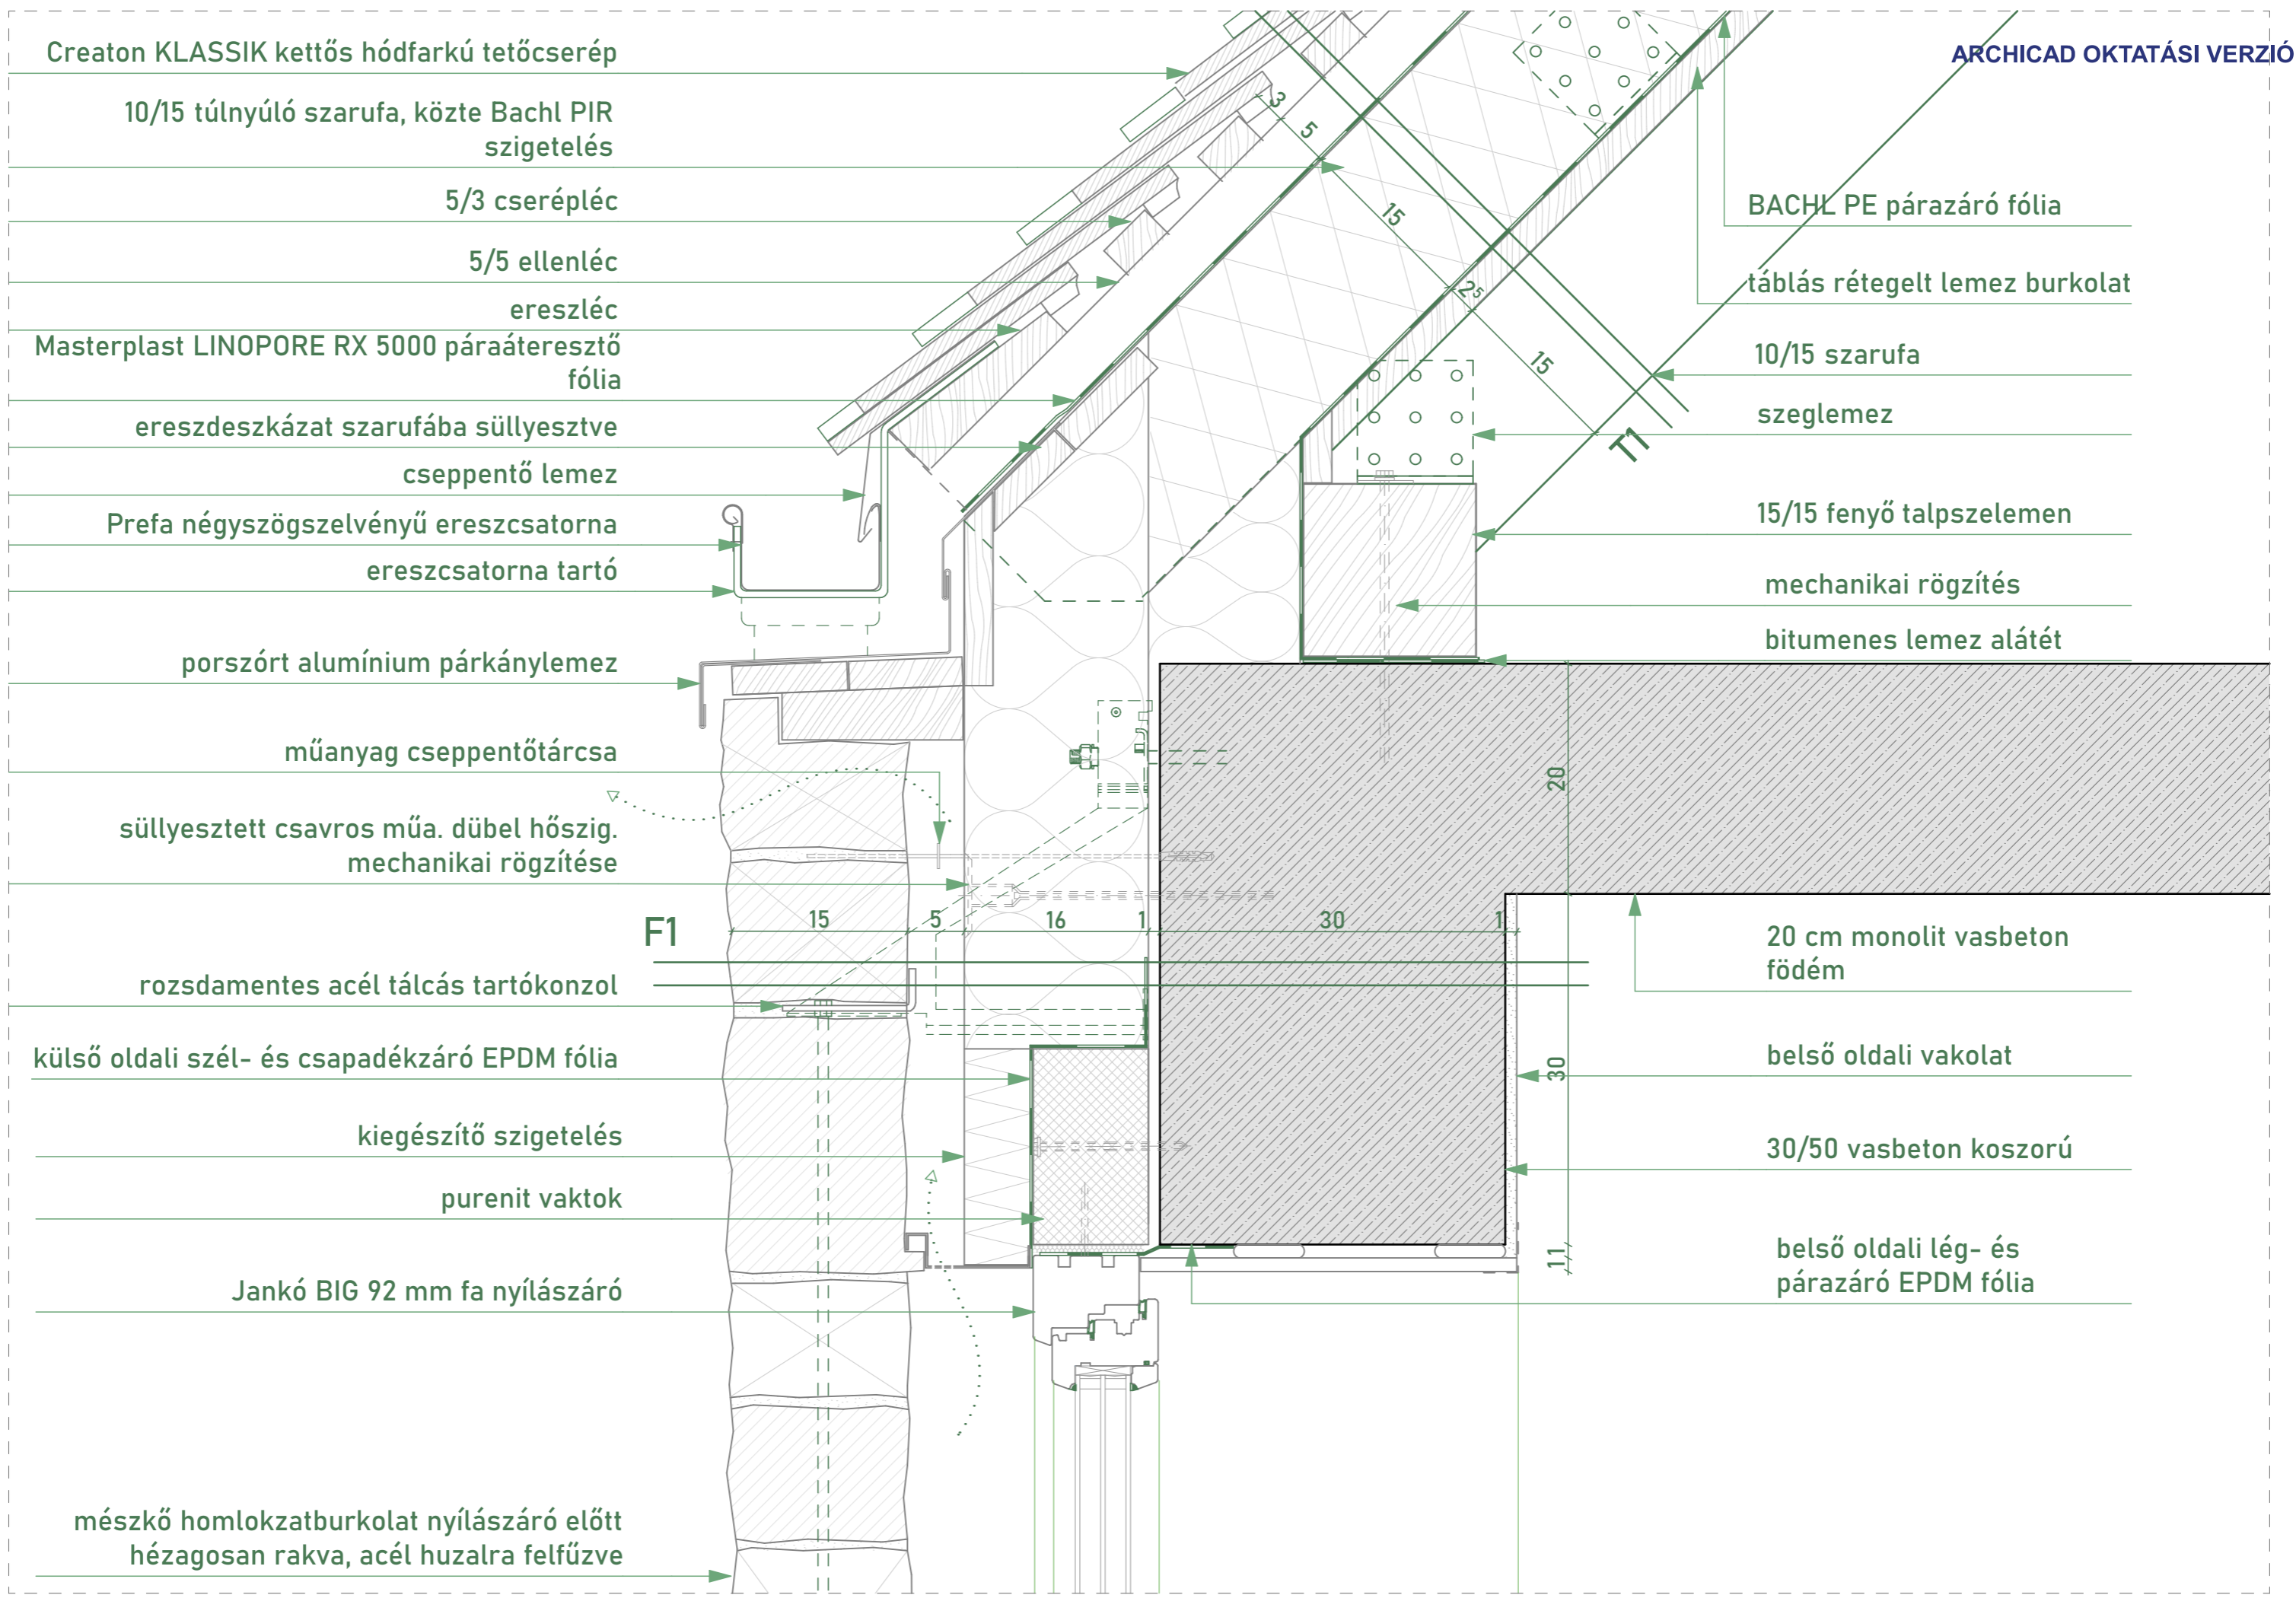 Creaton KLASSIK kettős hódfarkú tetőcserép
10/15 túlnyúló szarufa, közte Bachl PIR
szigetelés
5/3 cserépléc
5/5 ellenléc
ereszléc
Masterplast LINOPORE RX 5000 páraáteresztő
fólia
ereszdeszkázat szarufába süllyesztve
cseppentő lemez
Prefa négyszögszelvényű ereszcsatorna
ereszcsatorna tartó
porszórt alumínium párkánylemez
műanyag cseppentőtárcsa
süllyesztett csavros műa. dübel hőszig.
mechanikai rögzítése
F1
rozsdamentes acél tálcás tartókonzol
külső oldali szél- és csapadékzáró EPDM fólia
kiegészítő szigetelés
purenit vaktok
Jankó BIG 92 mm fa nyílászáró
mészkő homlokzatburkolat nyílászáró előtt
hézagosan rakva, acél huzalra felfűzve
3
5
15
2⁵
15
T1
15
5
16
1
30
1
20
30
11
ARCHICAD OKTATÁSI VERZIÓ
BACHL PE párazáró fólia
táblás rétegelt lemez burkolat
10/15 szarufa
szeglemez
15/15 fenyő talpszelemen
mechanikai rögzítés
bitumenes lemez alátét
20 cm monolit vasbeton
födém
belső oldali vakolat
30/50 vasbeton koszorú
belső oldali lég- és
párazáró EPDM fólia